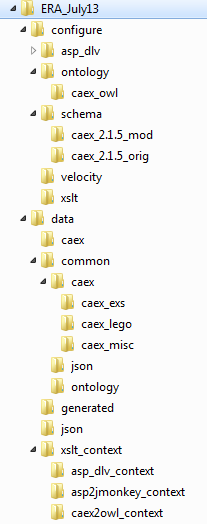 ERA_July13
configure
asp_dlv
ontology
caex_owl
schema
caex_2.1.5_mod
caex_2.1.5_orig
velocity
xslt
data
caex
common
caex
caex_exs
caex_lego
caex_misc
json
ontology
generated
json
xslt_context
asp_dlv_context
asp2jmonkey_context
caex2owl_context